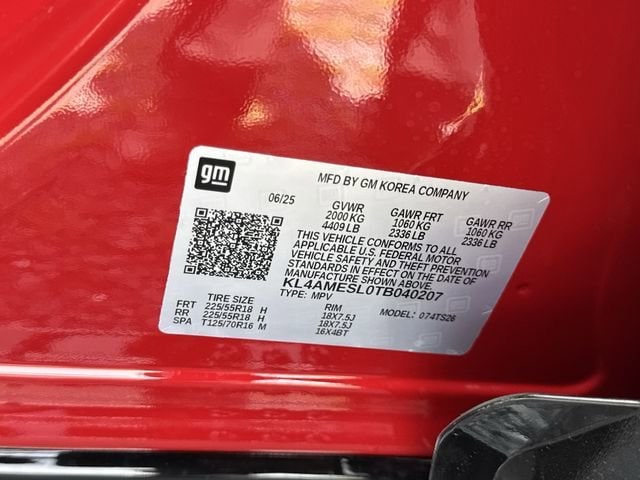 gm
MFD BY GM KOREA COMPANY
06/25
GVWR GAWR FRT GAWR RR
2000 KG 1060 KG 1060 KG
4409 LB 2336 LB 2336 LB
THIS VEHICLE CONFORMS TO ALL
APPLICABLE U.S. FEDERAL MOTOR
VEHICLE SAFETY AND THEFT PREVENTION
STANDARDS IN EFFECT ON THE DATE OF
MANUFACTURE SHOWN ABOVE.
KL4AMESL0TB040207
TYPE: MPV MODEL: 074TS26
TIRE SIZE RIM
FRT 225/55R18 H 18X7.5J
RR 225/55R18 H 18X7.5J
SPA T125/70R16 M 16X4BT